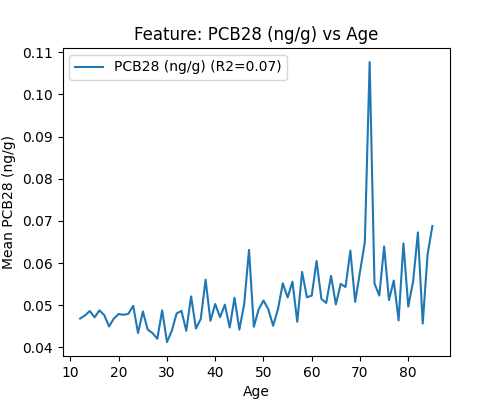 Feature: PCB28 (ng/g) vs Age
PCB28 (ng/g) (R2=0.07)
Mean PCB28 (ng/g)
0.11
0.10
0.09
0.08
0.07
0.06
0.05
0.04
10 20 30 40 50 60 70 80
Age